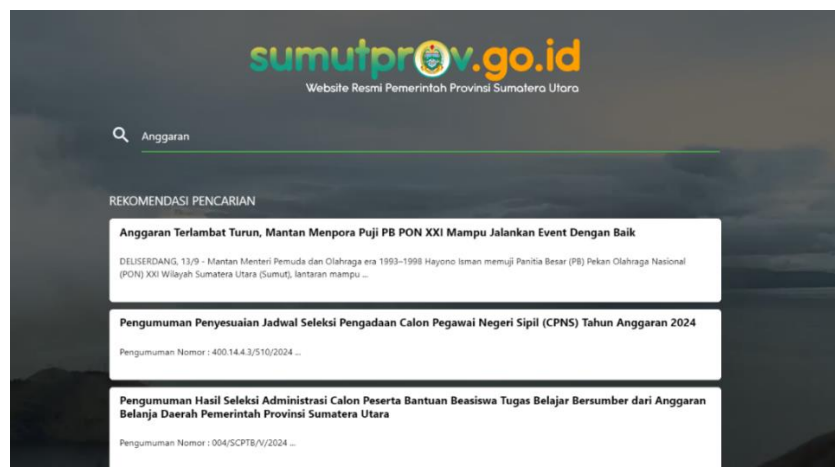 sumutprov.go.id
Website Resmi Pemerintah Provinsi Sumatera Utara
Anggaran
REKOMENDASI PENCARIAN
Anggaran Terlambat Turun, Mantan Menpora Puji PB PON XXI Mampu Jalankan Event Dengan Baik
DELISERDANG, 13/9 - Mantan Menteri Pemuda dan Olahraga era 1993–1998 Hayono Isman memuji Panitia Besar (PB) Pekan Olahraga Nasional
(PON) XXI Wilayah Sumatera Utara (Sumut), lantaran mampu ...
Pengumuman Penyesuaian Jadwal Seleksi Pengadaan Calon Pegawai Negeri Sipil (CPNS) Tahun Anggaran 2024
Pengumuman Nomor : 400.14.4.3/510/2024 ...
Pengumuman Hasil Seleksi Administrasi Calon Peserta Bantuan Beasiswa Tugas Belajar Bersumber dari Anggaran
Belanja Daerah Pemerintah Provinsi Sumatera Utara
Pengumuman Nomor : 004/SCPTB/V/2024 ...